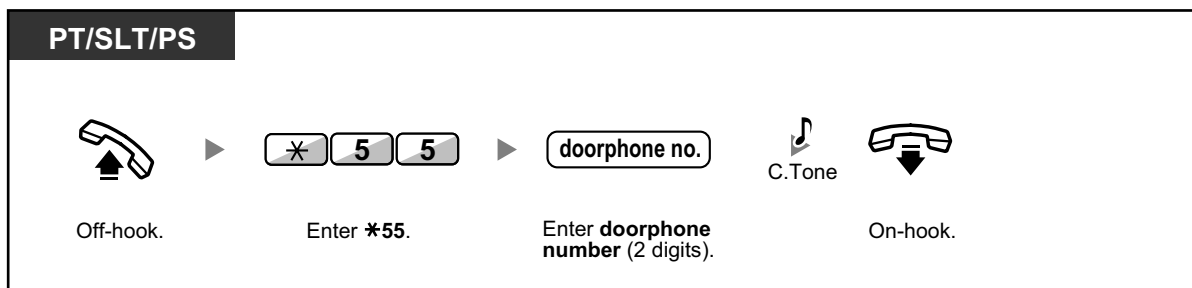 PT/SLT/PS
✳ 5 5
doorphone no.
C.Tone
Off-hook.
Enter ✳55.
Enter doorphone
number (2 digits).
On-hook.